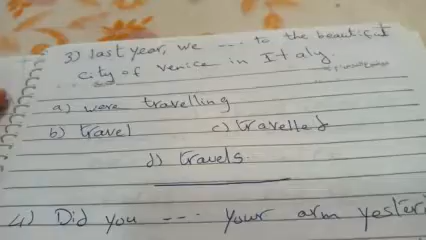 3) last year, we ---- to the beautiful
city of venice in Italy.
a) were travelling
b) travel c) travelled
d) travels.
4) Did you ---- your arm yester